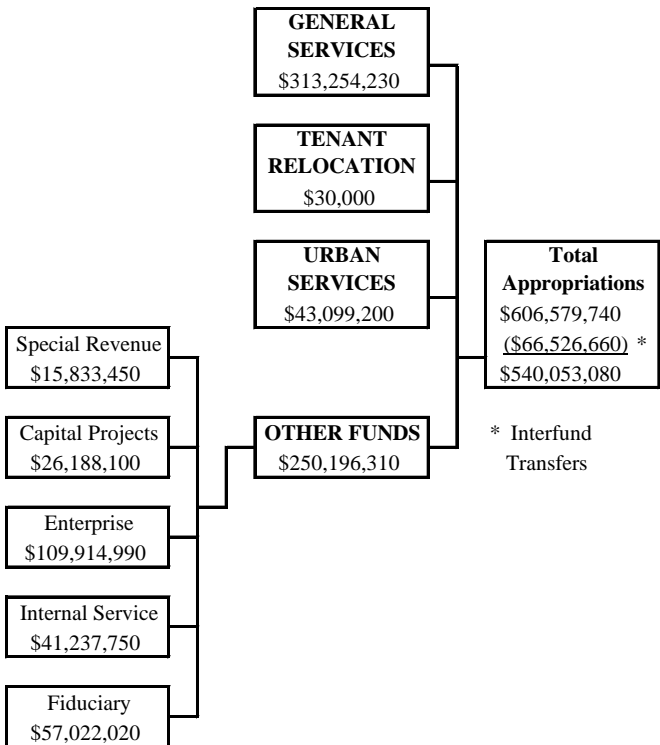 GENERAL
SERVICES
$313,254,230
TENANT
RELOCATION
$30,000
URBAN
SERVICES
$43,099,200
Total
Appropriations
$606,579,740
($66,526,660) *
$540,053,080
Special Revenue
$15,833,450
Capital Projects
$26,188,100
OTHER FUNDS
$250,196,310
* Interfund
Transfers
Enterprise
$109,914,990
Internal Service
$41,237,750
Fiduciary
$57,022,020